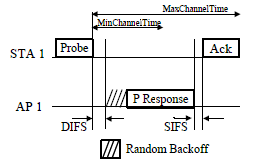 MaxChannelTime
MinChannelTime
STA 1 Probe Ack
AP 1 P Response
DIFS SIFS
Random Backoff